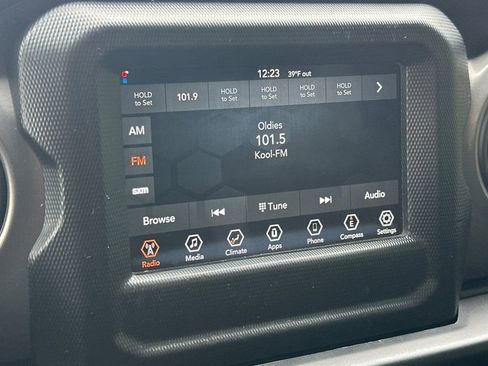 12:23 39°F out
HOLD to Set 101.9 HOLD to Set HOLD to Set HOLD to Set HOLD to Set
AM
FM
sxm
Oldies
101.5
Kool-FM
Browse Tune Audio
Radio Media Climate Apps Phone E Compass Settings